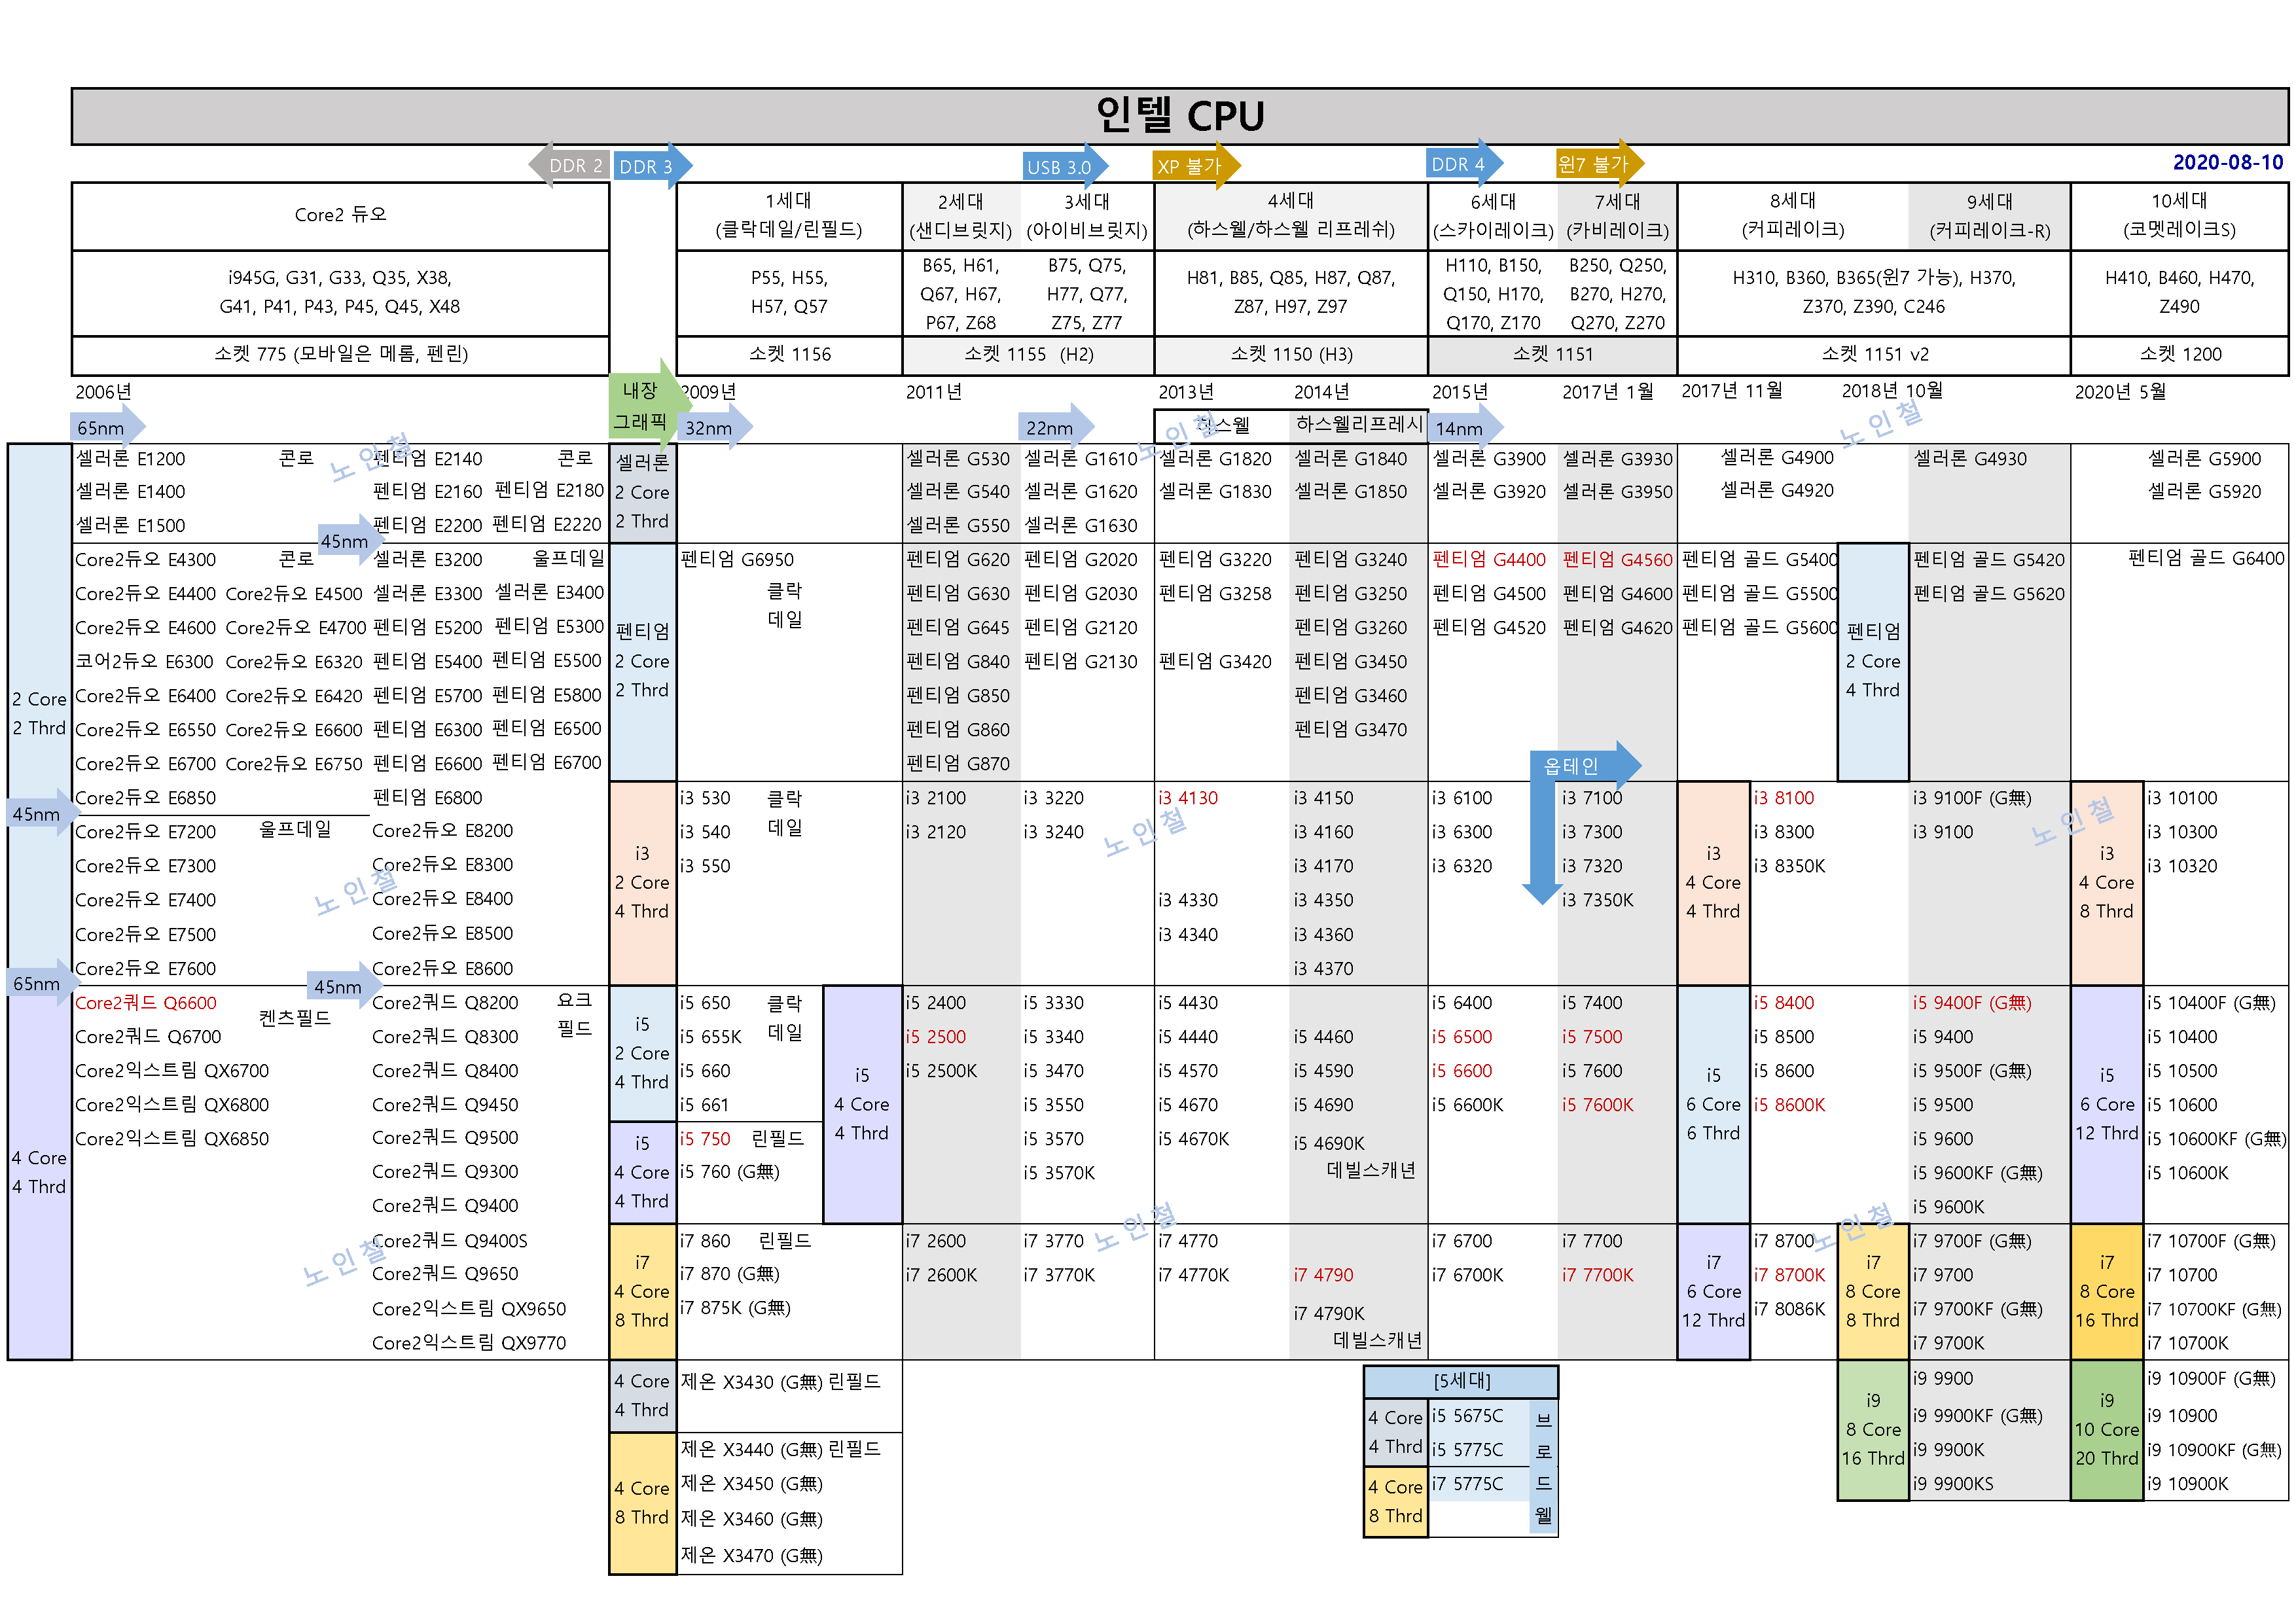 인텔 CPU
DDR 2
DDR 3
USB 3.0
XP 불가
DDR 4
윈7 불가
2020-08-10
Core2 듀오
1세대
(클락데일/린필드)
2세대
(샌디브릿지)
3세대
(아이비브릿지)
4세대
(하스웰/하스웰 리프레쉬)
6세대
(스카이레이크)
7세대
(카비레이크)
8세대
(커피레이크)
9세대
(커피레이크-R)
10세대
(코멧레이크S)
i945G, G31, G33, Q35, X38,
G41, P41, P43, P45, Q45, X48
P55, H55,
H57, Q57
B65, H61,
Q67, H67,
P67, Z68
B75, Q75,
H77, Q77,
Z75, Z77
H81, B85, Q85, H87, Q87,
Z87, H97, Z97
H110, B150,
Q150, H170,
Q170, Z170
B250, Q250,
B270, H270,
Q270, Z270
H310, B360, B365(윈7 가능), H370,
Z370, Z390, C246
H410, B460, H470,
Z490
소켓 775 (모바일은 메롬, 펜린)
소켓 1156
소켓 1155 (H2)
소켓 1150 (H3)
소켓 1151
소켓 1151 v2
소켓 1200
2006년
내장
그래픽
2009년
2011년
2013년
2014년
2015년
2017년 1월
2017년 11월
2018년 10월
2020년 5월
65nm
32nm
22nm
하스웰
하스웰리프레시
14nm
노인철
노인철
노인철
2 Core
2 Thrd
45nm
65nm
4 Core
4 Thrd
셀러론 E1200 콘로
셀러론 E1400
셀러론 E1500
Core2듀오 E4300 콘로
Core2듀오 E4400 Core2듀오 E4500
Core2듀오 E4600 Core2듀오 E4700
코어2듀오 E6300 Core2듀오 E6320
Core2듀오 E6400 Core2듀오 E6420
Core2듀오 E6550 Core2듀오 E6600
Core2듀오 E6700 Core2듀오 E6750
Core2듀오 E6850
Core2듀오 E7200 울프데일
Core2듀오 E7300
Core2듀오 E7400
Core2듀오 E7500
Core2듀오 E7600
Core2쿼드 Q6600
켄츠필드
Core2쿼드 Q6700
Core2익스트림 QX6700
Core2익스트림 QX6800
Core2익스트림 QX6850
노인철
노인철
펜티엄 E2140 콘로
펜티엄 E2160 펜티엄 E2180
펜티엄 E2200 펜티엄 E2220
45nm
셀러론 E3200 울프데일
셀러론 E3300 셀러론 E3400
펜티엄 E5200 펜티엄 E5300
펜티엄 E5400 펜티엄 E5500
펜티엄 E5700 펜티엄 E5800
펜티엄 E6300 펜티엄 E6500
펜티엄 E6600 펜티엄 E6700
펜티엄 E6800
Core2듀오 E8200
Core2듀오 E8300
Core2듀오 E8400
Core2듀오 E8500
Core2듀오 E8600
45nm
Core2쿼드 Q8200 요크
필드
Core2쿼드 Q8300
Core2쿼드 Q8400
Core2쿼드 Q9450
Core2쿼드 Q9500
Core2쿼드 Q9300
Core2쿼드 Q9400
Core2쿼드 Q9400S
Core2쿼드 Q9650
Core2익스트림 QX9650
Core2익스트림 QX9770
셀러론
2 Core
2 Thrd
펜티엄
2 Core
2 Thrd
i3
2 Core
4 Thrd
i5
2 Core
4 Thrd
i5
4 Core
4 Thrd
i7
4 Core
8 Thrd
4 Core
4 Thrd
4 Core
8 Thrd
펜티엄 G6950
클락
데일
i3 530 클락
데일
i3 540
i3 550
i5 650 클락
데일
i5 655K
i5 660
i5 661
i5 750 린필드
i5 760 (G無)
i7 860 린필드
i7 870 (G無)
i7 875K (G無)
제온 X3430 (G無) 린필드
제온 X3440 (G無) 린필드
제온 X3450 (G無)
제온 X3460 (G無)
제온 X3470 (G無)
i5
4 Core
4 Thrd
셀러론 G530
셀러론 G540
셀러론 G550
펜티엄 G620
펜티엄 G630
펜티엄 G645
펜티엄 G840
펜티엄 G850
펜티엄 G860
펜티엄 G870
i3 2100
i3 2120
i5 2400
i5 2500
i5 2500K
i7 2600
i7 2600K
셀러론 G1610
셀러론 G1620
셀러론 G1630
펜티엄 G2020
펜티엄 G2030
펜티엄 G2120
펜티엄 G2130
i3 3220
i3 3240
i5 3330
i5 3340
i5 3470
i5 3550
i5 3570
i5 3570K
i7 3770
i7 3770K
노인철
노인철
셀러론 G1820
셀러론 G1830
펜티엄 G3220
펜티엄 G3258
펜티엄 G3420
i3 4130
i3 4330
i3 4340
i5 4430
i5 4440
i5 4570
i5 4670
i5 4670K
i7 4770
i7 4770K
셀러론 G1840
셀러론 G1850
펜티엄 G3240
펜티엄 G3250
펜티엄 G3260
펜티엄 G3450
펜티엄 G3460
펜티엄 G3470
i3 4150
i3 4160
i3 4170
i3 4350
i3 4360
i3 4370
i5 4460
i5 4590
i5 4690
i5 4690K
데빌스캐년
i7 4790
i7 4790K
데빌스캐년
셀러론 G3900
셀러론 G3920
펜티엄 G4400
펜티엄 G4500
펜티엄 G4520
옵테인
i3 6100
i3 6300
i3 6320
i5 6400
i5 6500
i5 6600
i5 6600K
i7 6700
i7 6700K
[5세대]
4 Core
4 Thrd
i5 5675C
i5 5775C
4 Core
8 Thrd
i7 5775C
브
로
드
웰
셀러론 G3930
셀러론 G3950
펜티엄 G4560
펜티엄 G4600
펜티엄 G4620
i3 7100
i3 7300
i3 7320
i3 7350K
i5 7400
i5 7500
i5 7600
i5 7600K
i7 7700
i7 7700K
셀러론 G4900
셀러론 G4920
펜티엄 골드 G5400
펜티엄 골드 G5500
펜티엄 골드 G5600
i3
4 Core
4 Thrd
i3 8100
i3 8300
i3 8350K
i5
6 Core
6 Thrd
i5 8400
i5 8500
i5 8600
i5 8600K
i7
6 Core
12 Thrd
i7 8700
i7 8700K
i7 8086K
노인철
펜티엄
2 Core
4 Thrd
i7
8 Core
8 Thrd
i9
8 Core
16 Thrd
셀러론 G4930
펜티엄 골드 G5420
펜티엄 골드 G5620
i3 9100F (G無)
i3 9100
i5 9400F (G無)
i5 9400
i5 9500F (G無)
i5 9500
i5 9600
i5 9600KF (G無)
i5 9600K
i7 9700F (G無)
i7 9700
i7 9700KF (G無)
i7 9700K
i9 9900
i9 9900KF (G無)
i9 9900K
i9 9900KS
노인철
셀러론 G5900
셀러론 G5920
펜티엄 골드 G6400
i3
4 Core
8 Thrd
i3 10100
i3 10300
i3 10320
i5
6 Core
12 Thrd
i5 10400F (G無)
i5 10400
i5 10500
i5 10600
i5 10600KF (G無)
i5 10600K
i7
8 Core
16 Thrd
i7 10700F (G無)
i7 10700
i7 10700KF (G無)
i7 10700K
i9
10 Core
20 Thrd
i9 10900F (G無)
i9 10900
i9 10900KF (G無)
i9 10900K